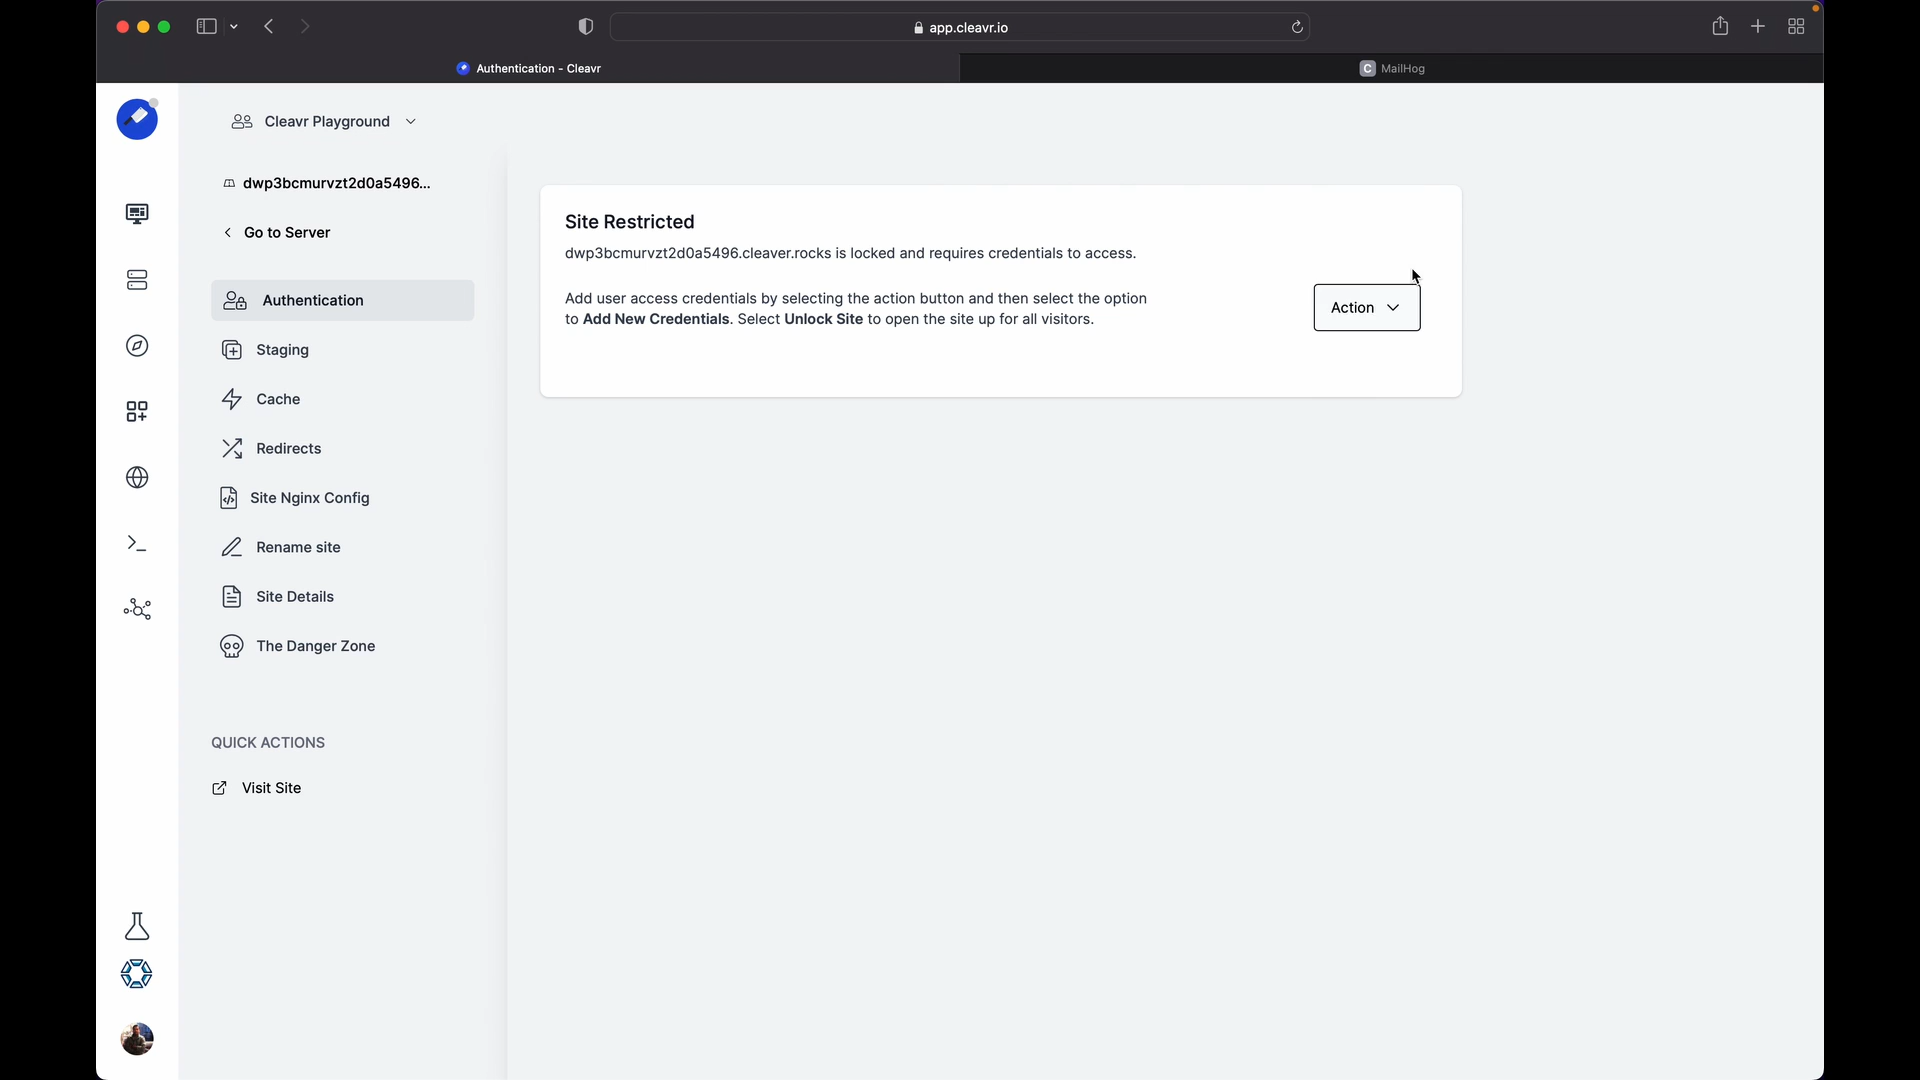 app.cleavr.io
Authentication - Cleavr
C MailHog
Cleavr Playground
dwp3bcmurvzt2d0a5496...
Go to Server
Authentication
Staging
Cache
Redirects
Site Nginx Config
Rename site
Site Details
The Danger Zone
QUICK ACTIONS
Visit Site
Site Restricted
dwp3bcmurvzt2d0a5496.cleaver.rocks is locked and requires credentials to access.
Add user access credentials by selecting the action button and then select the option
to Add New Credentials. Select Unlock Site to open the site up for all visitors.
Action